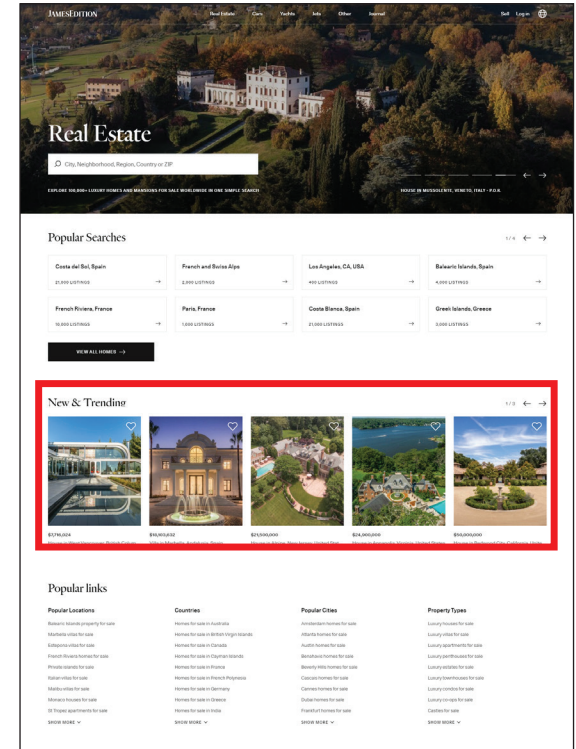 JAMESEDITION
Real Estate Cars Yachts Jets Other Journal
Sell Log in
Real Estate
City, Neighborhood, Region, Country or ZIP
EXPLORE 100,000+ LUXURY HOMES AND MANSIONS FOR SALE WORLDWIDE IN ONE SIMPLE SEARCH
HOUSE IN MUSSOLENTE, VENETO, ITALY • P.O.R.
Popular Searches
Costa del Sol, Spain
21,000 LISTINGS
French and Swiss Alps
2,000 LISTINGS
Los Angeles, CA, USA
400 LISTINGS
Balearic Islands, Spain
4,000 LISTINGS
French Riviera, France
10,000 LISTINGS
Paris, France
1,000 LISTINGS
Costa Blanca, Spain
21,000 LISTINGS
Greek Islands, Greece
3,000 LISTINGS
VIEW ALL HOMES
New & Trending
$21,500,000
$24,000,000
$50,000,000
Popular links
Popular Locations
Balearic Islands property for sale
Marbella villas for sale
Estepona villas for sale
French Riviera homes for sale
Private islands for sale
Italian villas for sale
Malibu villas for sale
Monaco houses for sale
St Tropez apartments for sale
SHOW MORE
Countries
Homes for sale in Australia
Homes for sale in British Virgin Islands
Homes for sale in Canada
Homes for sale in Cayman Islands
Homes for sale in France
Homes for sale in French Polynesia
Homes for sale in Germany
Homes for sale in Greece
Homes for sale in India
SHOW MORE
Popular Cities
Amsterdam homes for sale
Atlanta homes for sale
Austin homes for sale
Benahavis homes for sale
Beverly Hills homes for sale
Cascais homes for sale
Cannes homes for sale
Dubai homes for sale
Frankfurt homes for sale
SHOW MORE
Property Types
Luxury houses for sale
Luxury villas for sale
Luxury apartments for sale
Luxury penthouses for sale
Luxury estates for sale
Luxury townhouses for sale
Luxury condos for sale
Luxury co-ops for sale
Castles for sale
SHOW MORE